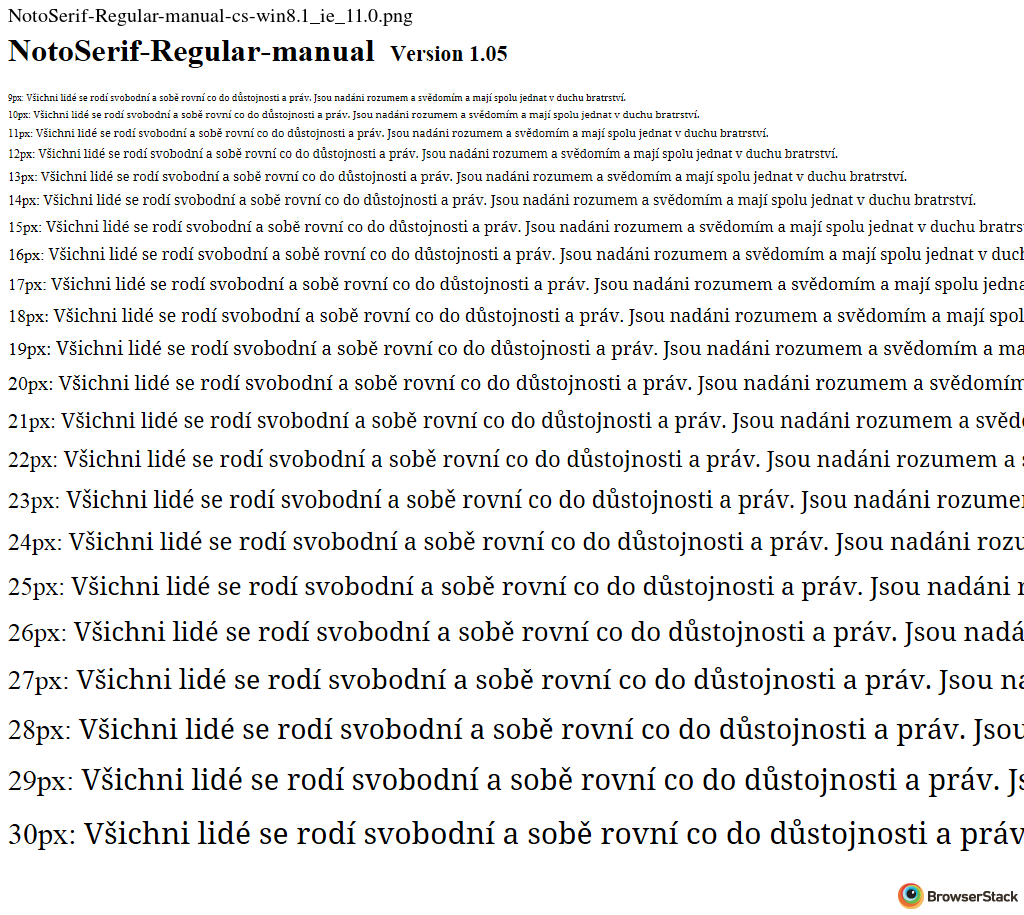 NotoSerif-Regular-manual-cs-win8.1_ie_11.0.png
NotoSerif-Regular-manual Version 1.05
9px: Všichni lidé se rodí svobodní a sobě rovní co do důstojnosti a práv. Jsou nadáni rozumem a svědomím a mají spolu jednat v duchu bratrství.
10px: Všichni lidé se rodí svobodní a sobě rovní co do důstojnosti a práv. Jsou nadáni rozumem a svědomím a mají spolu jednat v duchu bratrství.
11px: Všichni lidé se rodí svobodní a sobě rovní co do důstojnosti a práv. Jsou nadáni rozumem a svědomím a mají spolu jednat v duchu bratrství.
12px: Všichni lidé se rodí svobodní a sobě rovní co do důstojnosti a práv. Jsou nadáni rozumem a svědomím a mají spolu jednat v duchu bratrství.
13px: Všichni lidé se rodí svobodní a sobě rovní co do důstojnosti a práv. Jsou nadáni rozumem a svědomím a mají spolu jednat v duchu bratrství.
14px: Všichni lidé se rodí svobodní a sobě rovní co do důstojnosti a práv. Jsou nadáni rozumem a svědomím a mají spolu jednat v duchu bratrství.
15px: Všichni lidé se rodí svobodní a sobě rovní co do důstojnosti a práv. Jsou nadáni rozumem a svědomím a mají spolu jednat v duchu bratrs
16px: Všichni lidé se rodí svobodní a sobě rovní co do důstojnosti a práv. Jsou nadáni rozumem a svědomím a mají spolu jednat v duch
17px: Všichni lidé se rodí svobodní a sobě rovní co do důstojnosti a práv. Jsou nadáni rozumem a svědomím a mají spolu jedna
18px: Všichni lidé se rodí svobodní a sobě rovní co do důstojnosti a práv. Jsou nadáni rozumem a svědomím a mají spol
19px: Všichni lidé se rodí svobodní a sobě rovní co do důstojnosti a práv. Jsou nadáni rozumem a svědomím a ma
20px: Všichni lidé se rodí svobodní a sobě rovní co do důstojnosti a práv. Jsou nadáni rozumem a svědomím
21px: Všichni lidé se rodí svobodní a sobě rovní co do důstojnosti a práv. Jsou nadáni rozumem a svědo
22px: Všichni lidé se rodí svobodní a sobě rovní co do důstojnosti a práv. Jsou nadáni rozumem a s
23px: Všichni lidé se rodí svobodní a sobě rovní co do důstojnosti a práv. Jsou nadáni rozume
24px: Všichni lidé se rodí svobodní a sobě rovní co do důstojnosti a práv. Jsou nadáni rozu
25px: Všichni lidé se rodí svobodní a sobě rovní co do důstojnosti a práv. Jsou nadáni r
26px: Všichni lidé se rodí svobodní a sobě rovní co do důstojnosti a práv. Jsou nadá
27px: Všichni lidé se rodí svobodní a sobě rovní co do důstojnosti a práv. Jsou na
28px: Všichni lidé se rodí svobodní a sobě rovní co do důstojnosti a práv. Jsou
29px: Všichni lidé se rodí svobodní a sobě rovní co do důstojnosti a práv. Js
30px: Všichni lidé se rodí svobodní a sobě rovní co do důstojnosti a práv
BrowserStack